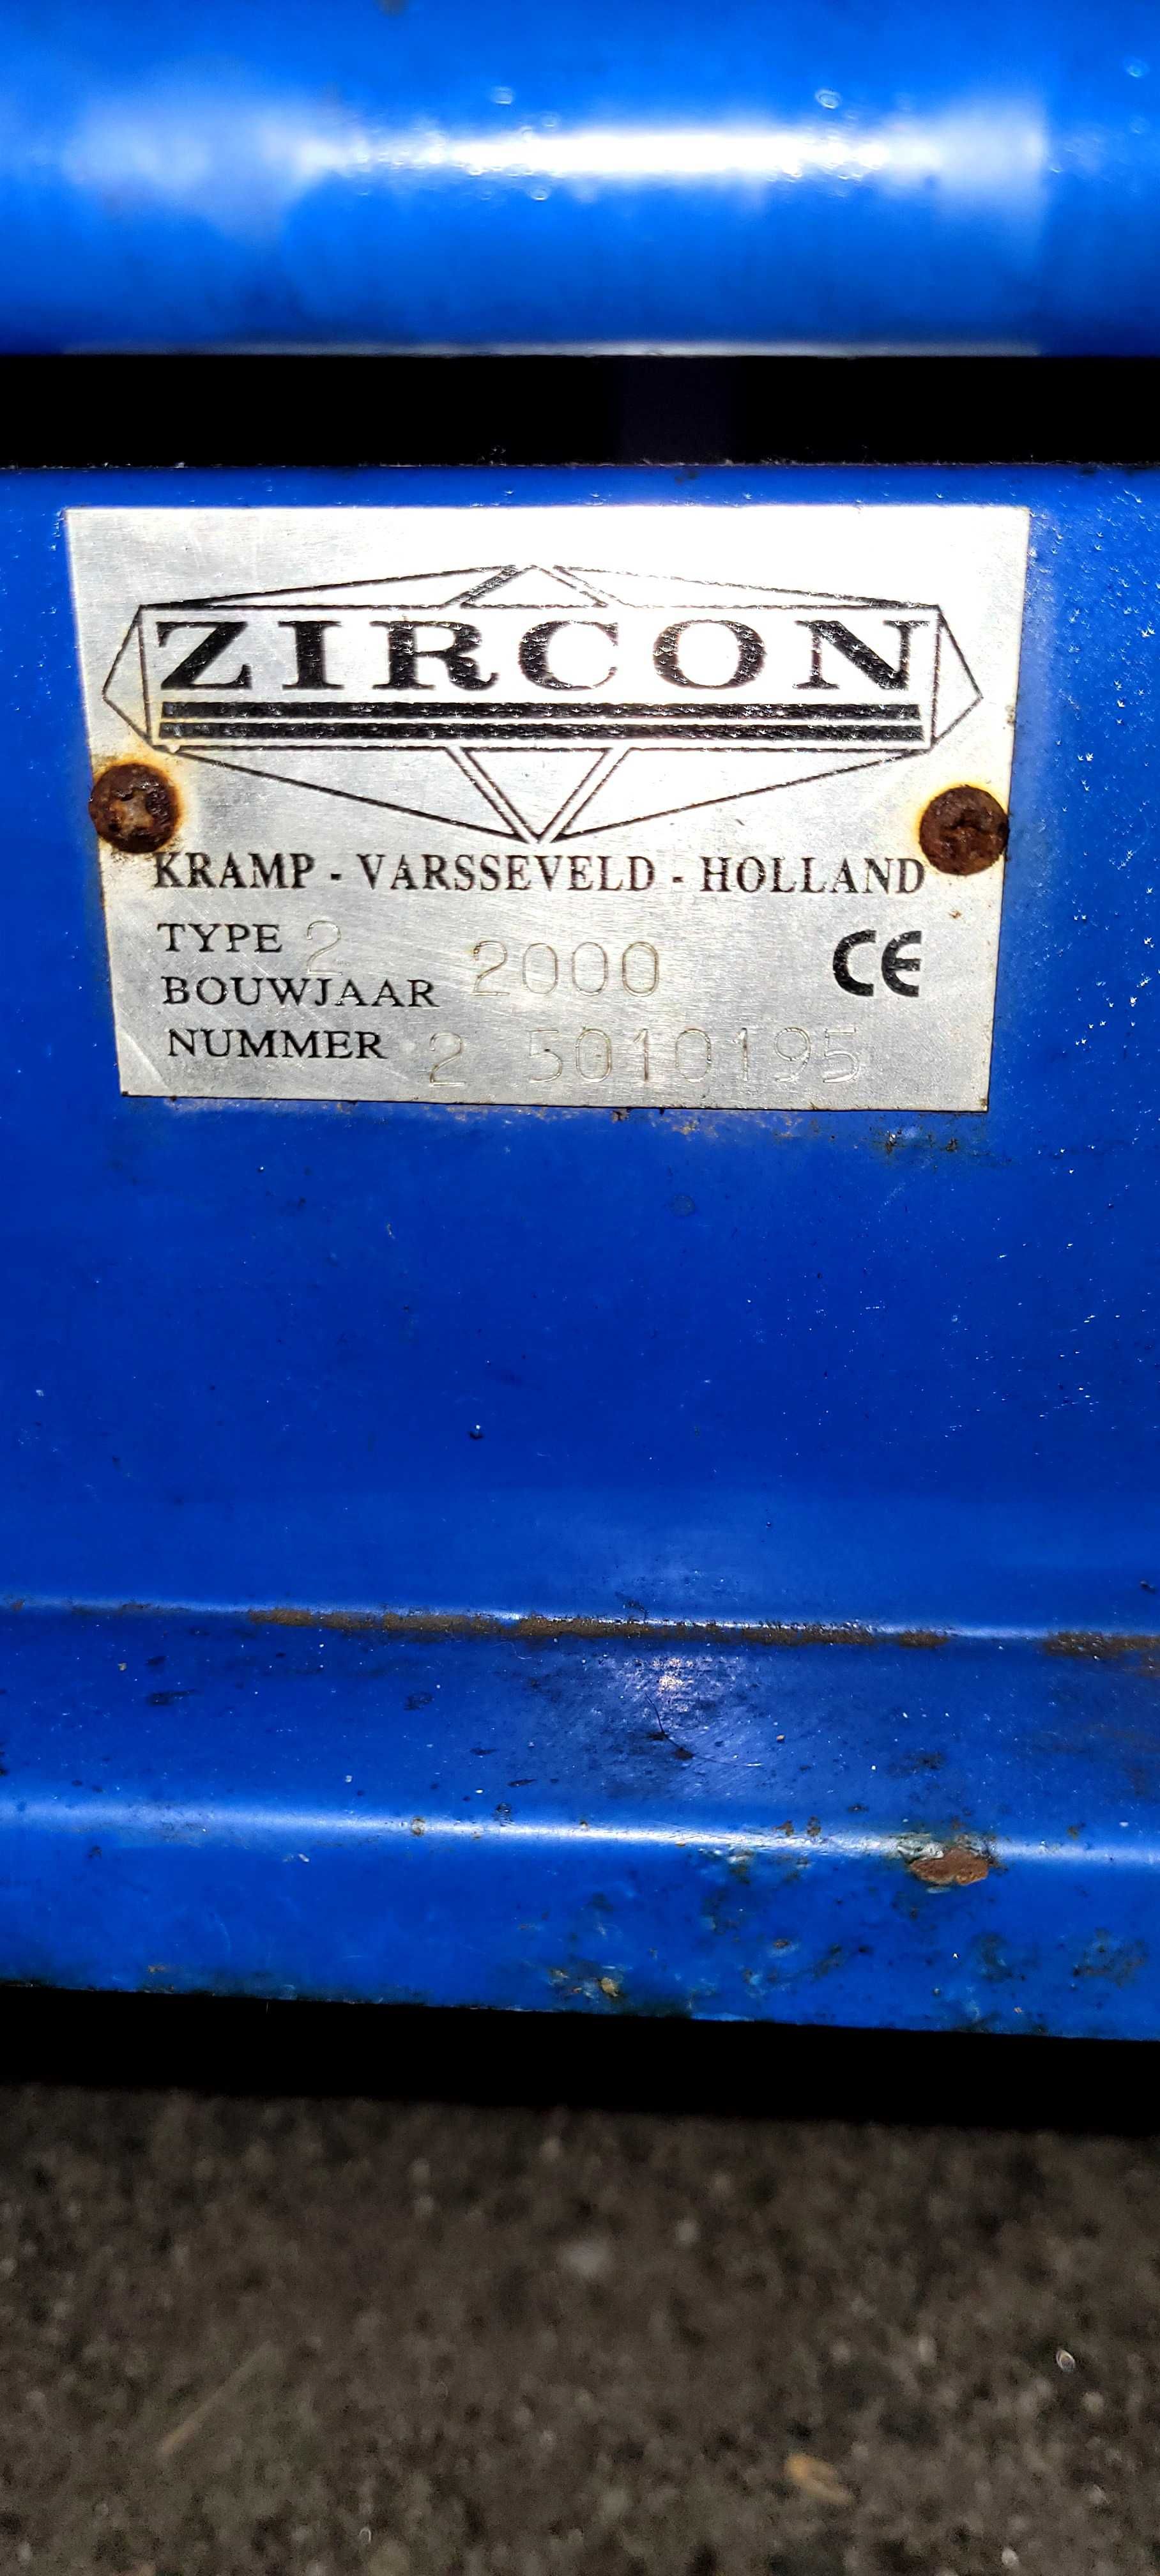 ZIRCON
KRAMP - VARSSEVELD - HOLLAND
TYPE 2
BOUWJAAR 2000
CE
NUMMER 2 5010195